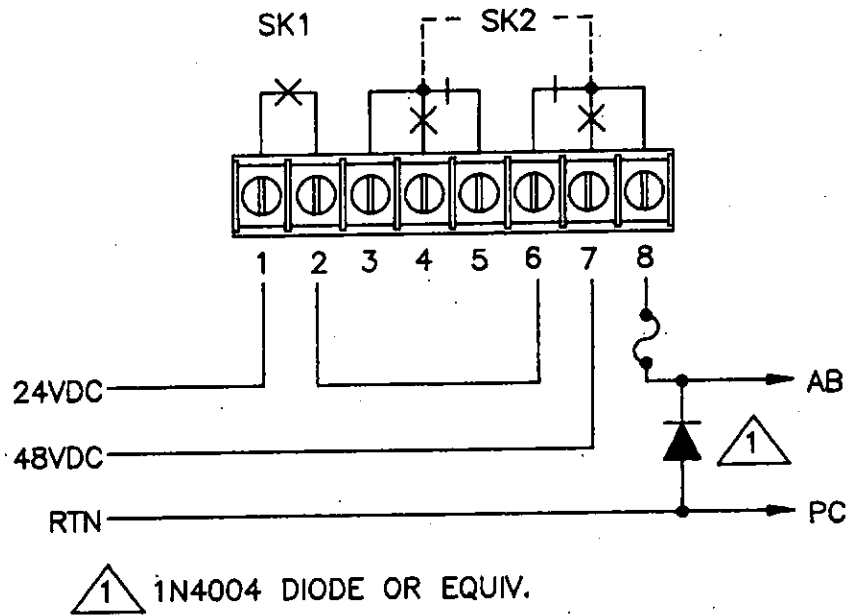 SK1 SK2
1 2 3 4 5 6 7 8
24VDC AB
48VDC 1
RTN PC
1 1N4004 DIODE OR EQUIV.